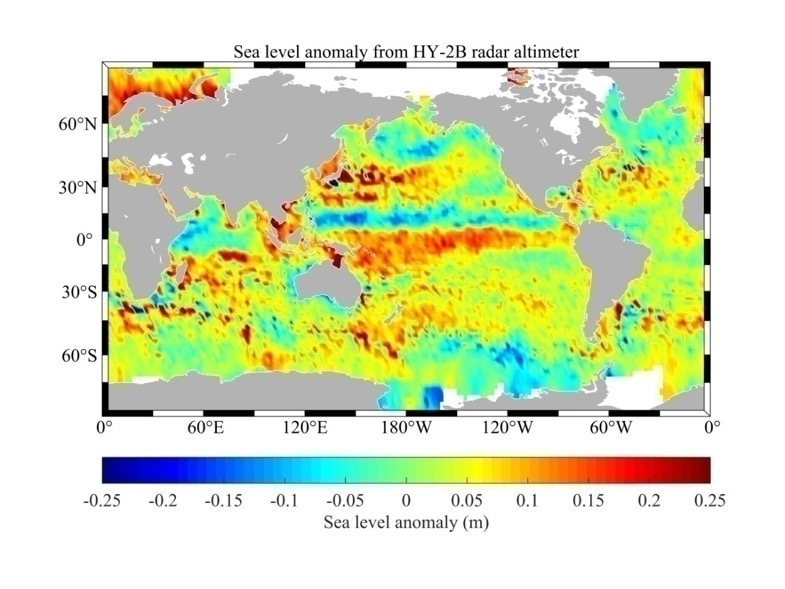 Sea level anomaly from HY-2B radar altimeter
60°N
30°N
0°
30°S
60°S
0° 60°E 120°E 180°W 120°W 60°W 0°
-0.25 -0.2 -0.15 -0.1 -0.05 0 0.05 0.1 0.15 0.2 0.25
Sea level anomaly (m)